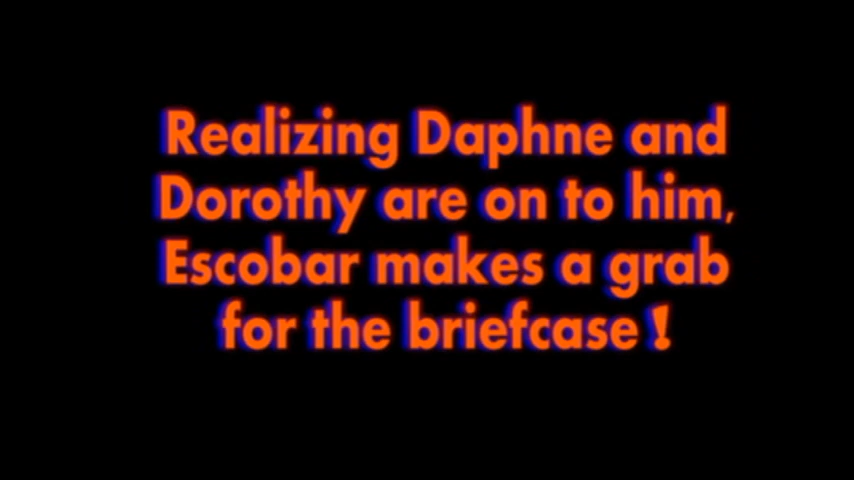 Realizing Daphne and
Dorothy are on to him,
Escobar makes a grab
for the briefcase!